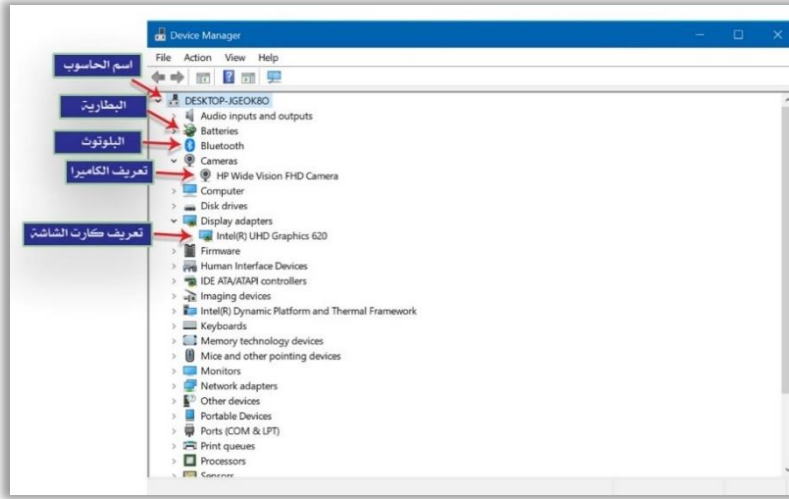 Device Manager
File Action View Help
اسم الحاسوب
DESKTOP-JGEOK8O
Audio inputs and outputs
البطارية
Batteries
البلوتوث
Bluetooth
Cameras
تعريف الكاميرا
HP Wide Vision FHD Camera
Computer
Disk drives
Display adapters
تعريف كارت الشاشة
Intel(R) UHD Graphics 620
Firmware
Human Interface Devices
IDE ATA/ATAPI controllers
Imaging devices
Intel(R) Dynamic Platform and Thermal Framework
Keyboards
Memory technology devices
Mice and other pointing devices
Monitors
Network adapters
Other devices
Portable Devices
Ports (COM & LPT)
Print queues
Processors
Sensors